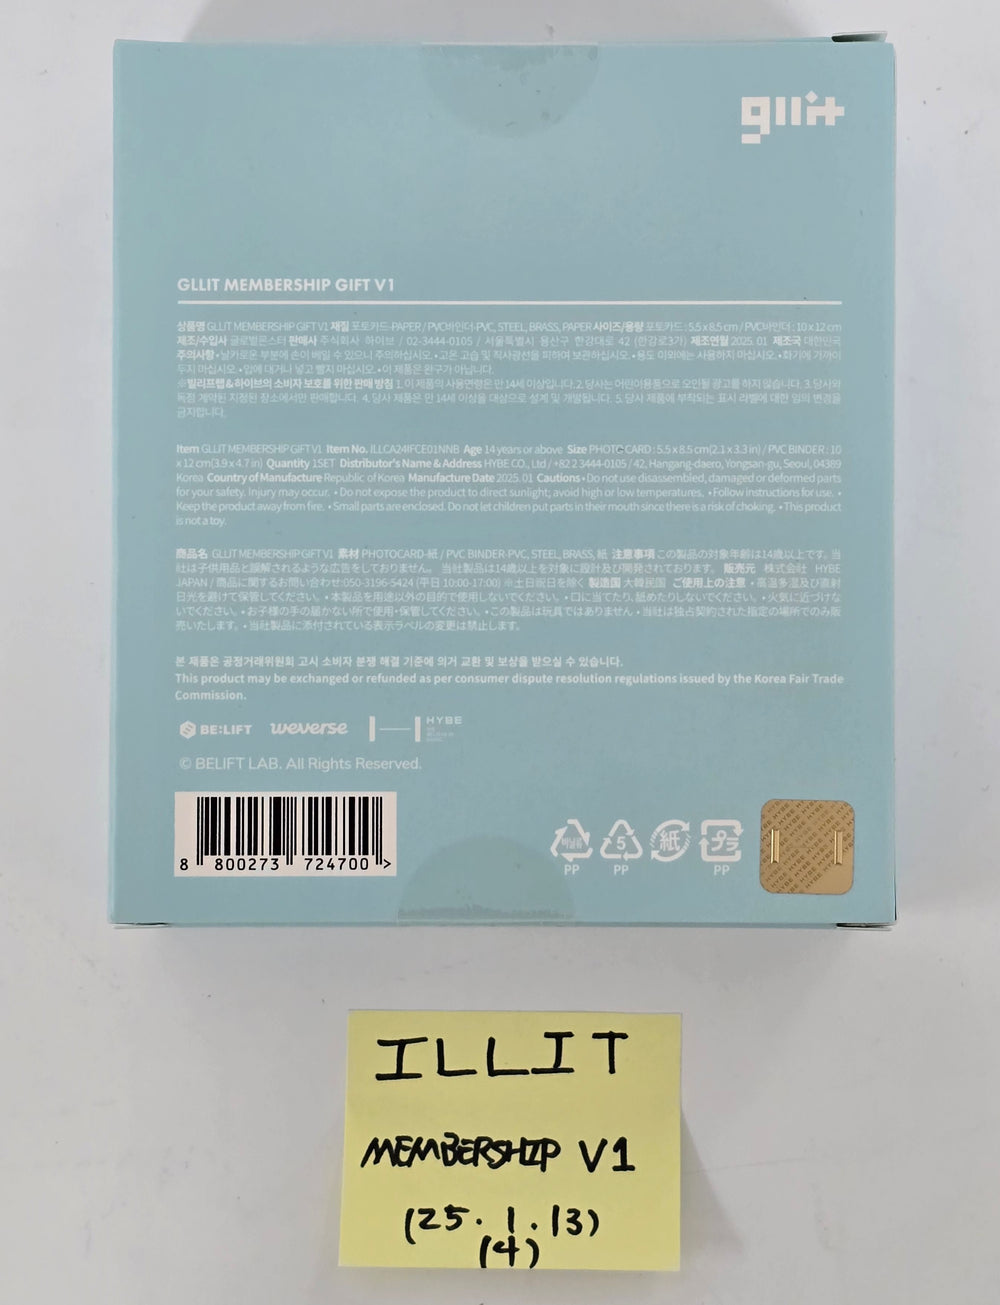 gllit
GLLIT MEMBERSHIP GIFT V1
상품명 GLLIT MEMBERSHIP GIFT V1 재질 포토카드-PAPER / PVC바인더-PVC, STEEL, BRASS, PAPER 사이즈/용량 포토카드 : 5.5 x 8.5 cm / PVC바인더 : 10 x 12 cm
제조/수입사 글로벌몬스터 판매사 주식회사 하이브 / 02-3444-0105 / 서울특별시 용산구 한강대로 42 (한강로3가) 제조연월 2025. 01 제조국 대한민국
주의사항 • 날카로운 부분에 손이 베일 수 있으니 주의하십시오. • 고온 고습 및 직사광선을 피하여 보관하십시오. • 용도 이외에는 사용하지 마십시오. • 화기에 가까이
두지 마십시오. • 입에 대거나 넣고 빨지 마십시오. • 이 제품은 완구가 아닙니다.
※빌리프랩&하이브의 소비자 보호를 위한 판매 방침 1. 이 제품의 사용연령은 만 14세 이상입니다. 2. 당사는 어린이용품으로 오인될 광고를 하지 않습니다. 3. 당사와
독점 계약된 지정된 장소에서만 판매합니다. 4. 당사 제품은 만 14세 이상을 대상으로 설계 및 개발됩니다. 5. 당사 제품에 부착되는 표시 라벨에 대한 임의 변경을
금지합니다.
Item GLLIT MEMBERSHIP GIFT V1 Item No. ILLCA24IFCE01NNB Age 14 years or above Size PHOTO CARD : 5.5 x 8.5 cm(2.1 x 3.3 in) / PVC BINDER : 10
x 12 cm(3.9 x 4.7 in) Quantity 1SET Distributor's Name & Address HYBE CO., Ltd / +82 2 3444-0105 / 42, Hangang-daero, Yongsan-gu, Seoul, 04389
Korea Country of Manufacture Republic of Korea Manufacture Date 2025. 01 Cautions • Do not use disassembled, damaged or deformed parts
for your safety. Injury may occur. • Do not expose the product to direct sunlight; avoid high or low temperatures. • Follow instructions for use. •
Keep the product away from fire. • Small parts are enclosed. Do not let children put parts in their mouth since there is a risk of choking. • This product
is not a toy.
商品名 GLLIT MEMBERSHIP GIFT V1 素材 PHOTOCARD-紙 / PVC BINDER-PVC, STEEL, BRASS, 紙 注意事項 この製品の対象年齢は14歳以上です。当
社は子供用品と誤解されるような広告をしておりません。 当社製品は14歳以上を対象に設計及び開発されております。 販売元 株式会社 HYBE
JAPAN / 商品に関するお問い合わせ:050-3196-5424 (平日 10:00-17:00) ※土日祝日を除く 製造国 大韓民国 ご使用上の注意 • 高温多湿及び直射
日光を避けて保管してください。 • 本製品を用途以外の目的で使用しないでください。 • 口に当てたり、舐めたりしないでください。 • 火気に近づけな
いでください。 • お子様の手の届かない所で使用・保管してください。 • この製品は玩具ではありません • 当社は独占契約された指定の場所でのみ販
売いたします。 • 当社製品に添付されている表示ラベルの変更は禁止します。
본 제품은 공정거래위원회 고시 소비자 분쟁 해결 기준에 의거 교환 및 보상을 받으실 수 있습니다.
This product may be exchanged or refunded as per consumer dispute resolution regulations issued by the Korea Fair Trade
Commission.
BE:LIFT weverse HYBE
© BELIFT LAB. All Rights Reserved.
8 800273 724700 >
비닐류 5 紙 プラ
PP PP PP
HYBE
ILLIT
MEMBERSHIP V1
(25.1.13)
(4)